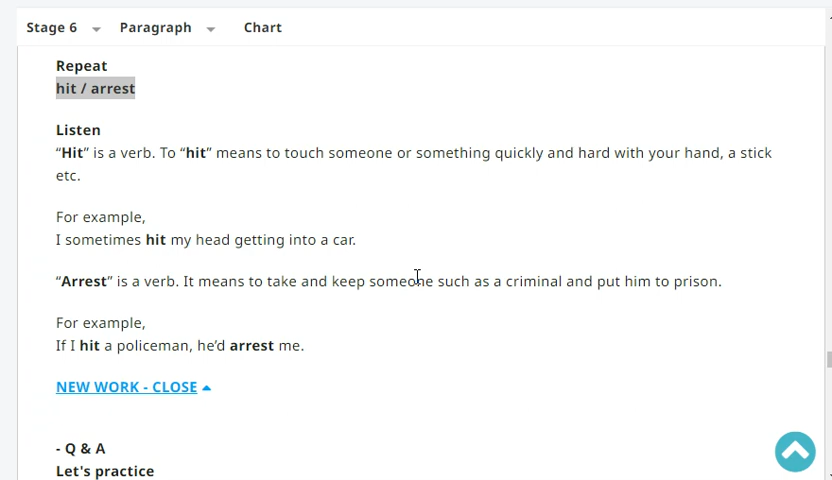 Stage 6 Paragraph Chart
Repeat
hit / arrest
Listen
“Hit” is a verb. To “hit” means to touch someone or something quickly and hard with your hand, a stick
etc.
For example,
I sometimes hit my head getting into a car.
“Arrest” is a verb. It means to take and keep someone such as a criminal and put him to prison.
For example,
If I hit a policeman, he’d arrest me.
NEW WORK - CLOSE
- Q & A
Let's practice